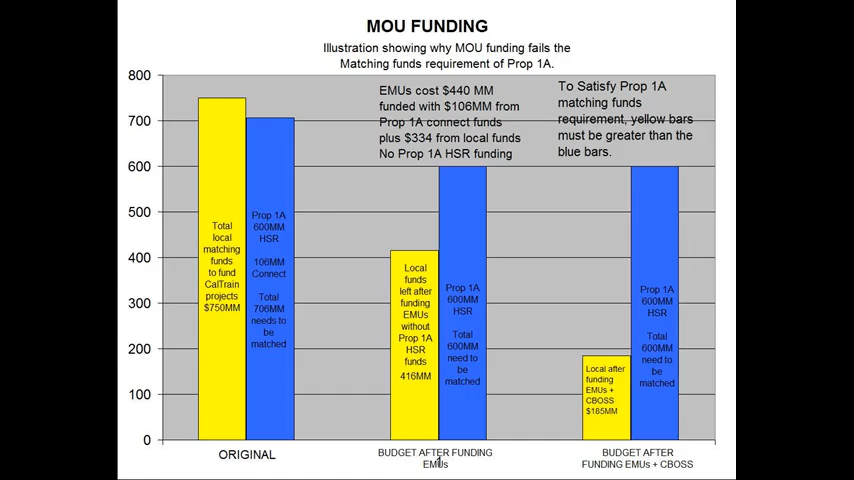 MOU FUNDING
Illustration showing why MOU funding fails the
Matching funds requirement of Prop 1A.
800
700
600
500
400
300
200
100
0
EMUs cost $440 MM
funded with $106MM from
Prop 1A connect funds
plus $334 from local funds
No Prop 1A HSR funding
To Satisfy Prop 1A
matching funds
requirement, yellow bars
must be greater than the
blue bars.
Total
local
matching
funds
to fund
CalTrain
projects
$750MM
Prop 1A
600MM
HSR
106MM
Connect
Total
706MM
needs to
be
matched
Local
funds
left after
funding
EMUs
without
Prop 1A
HSR
funds
416MM
Prop 1A
600MM
HSR
Total
600MM
need to
be
matched
Local after
funding
EMUs +
CBOSS
$185MM
Prop 1A
600MM
HSR
Total
600MM
need to
be
matched
ORIGINAL
BUDGET AFTER FUNDING
EMUs
1
BUDGET AFTER
FUNDING EMUs + CBOSS